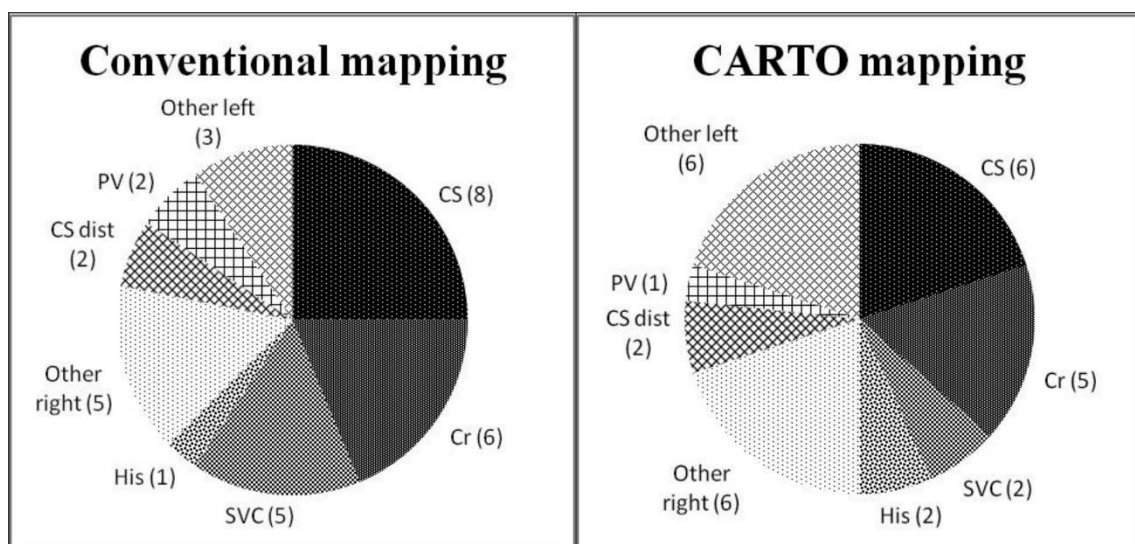 Conventional mapping
Other left
(3)
PV (2)
CS dist
(2)
Other
right (5)
His (1)
SVC (5)
Cr (6)
CS (8)
CARTO mapping
Other left
(6)
PV (1)
CS dist
(2)
Other
right (6)
His (2)
SVC (2)
Cr (5)
CS (6)